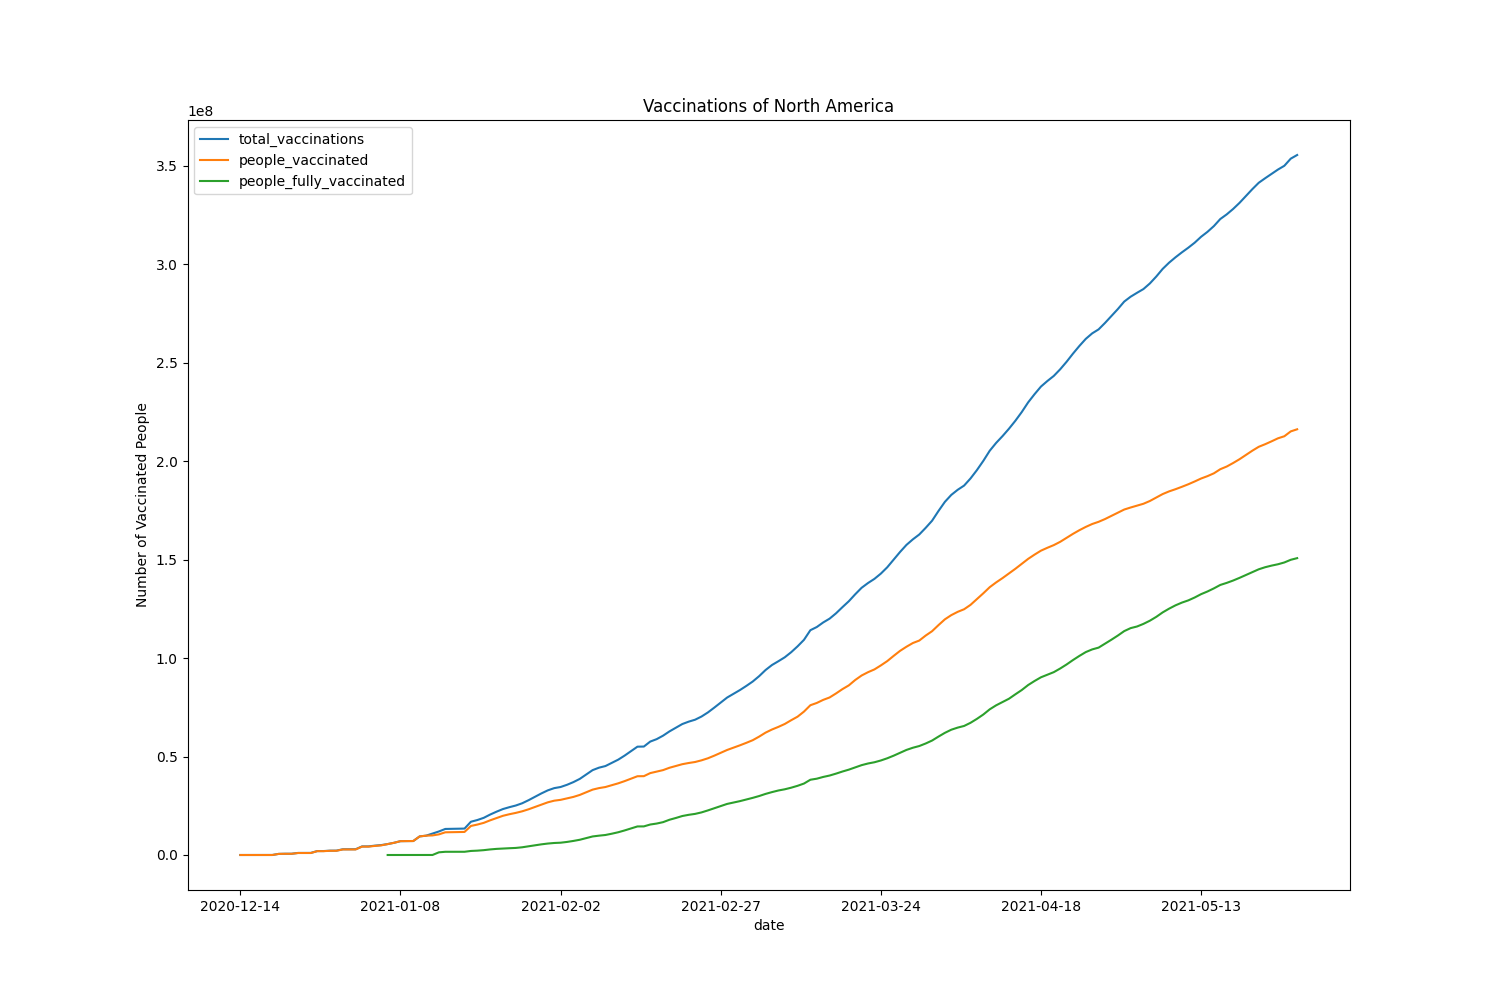 Vaccinations of North America
1e8
total_vaccinations
people_vaccinated
people_fully_vaccinated
3.5
3.0
2.5
2.0
1.5
1.0
0.5
0.0
Number of Vaccinated People
2020-12-14 2021-01-08 2021-02-02 2021-02-27 2021-03-24 2021-04-18 2021-05-13
date